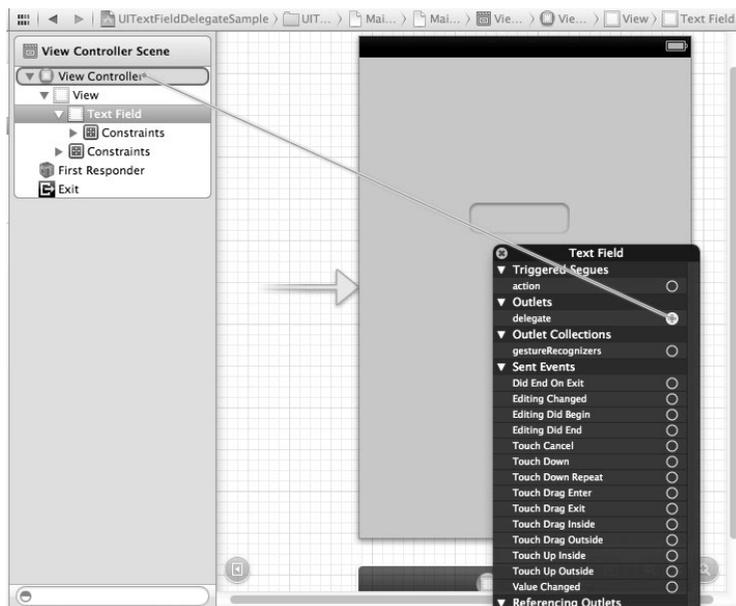 UITextFieldDelegateSample > UIT... > Mai... > Mai... > Vie... > Vie... > View > Text Field
View Controller Scene
View Controller
View
Text Field
Constraints
Constraints
First Responder
Exit
Text Field
Triggered Segues
action
Outlets
delegate
Outlet Collections
gestureRecognizers
Sent Events
Did End On Exit
Editing Changed
Editing Did Begin
Editing Did End
Touch Cancel
Touch Down
Touch Down Repeat
Touch Drag Enter
Touch Drag Exit
Touch Drag Inside
Touch Drag Outside
Touch Up Inside
Touch Up Outside
Value Changed
Referencing Outlets